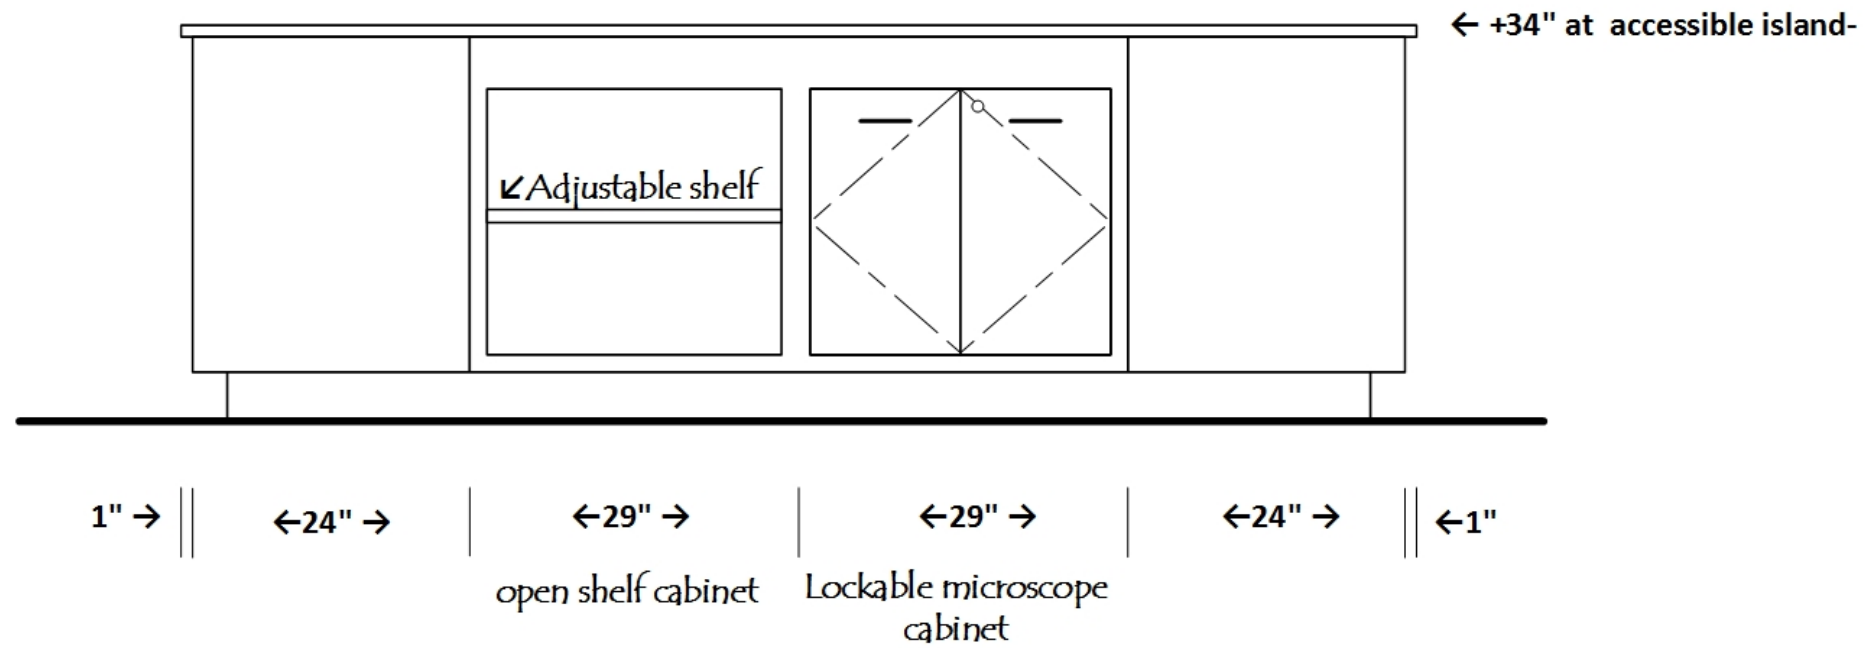 ← +34" at accessible island-
↙Adjustable shelf
1" → ←24" → ←29" → ←29" → ←24" → ←1"
open shelf cabinet
Lockable microscope
cabinet